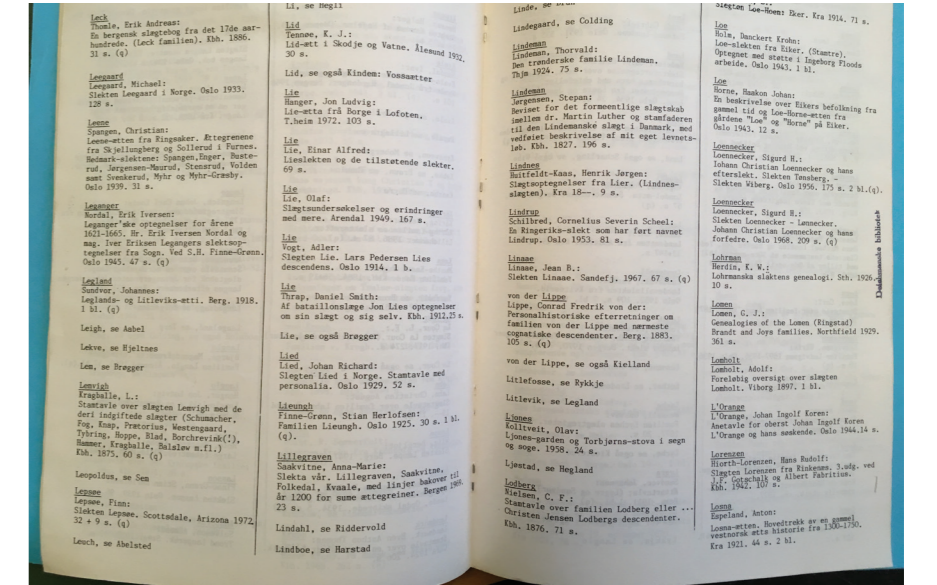 Leck
Thomle, Erik Andreas:
En bergensk slægtebog fra det 17de aar-
hundrede. (Leck familien). Kbh. 1886.
31 s. (q)
Leegaard
Leegaard, Michael:
Slekten Leegaard i Norge. Oslo 1933.
128 s.
Leene
Spangen, Christian:
Leene-ætten fra Ringsaker. Ættegrenene
fra Skjellungberg og Sollerud i Furnes.
Hedmark-slektene: Spangen,Enger, Buste-
rud, Jørgensen-Maurud, Stensrud, Volden
samt Svenkerud, Myhr og Myhr-Græsby.
Oslo 1939. 31 s.
Leganger
Nordal, Erik Iversen:
Leganger'ske optegnelser for årene
1621-1665. Hr. Erik Iversen Nordal og
mag. Iver Eriksen Legangers slektsop-
tegnelser fra Sogn. Ved S.H. Finne-Grønn.
Oslo 1945. 47 s. (q)
Legland
Sundvor, Johannes:
Leglands- og Litleviks-ætti. Berg. 1918.
1 bl. (q)
Leigh, se Aabel
Lekve, se Hjeltnes
Lem, se Brøgger
Lemvigh
Kragballe, L.:
Stamtavle over slægten Lemvigh med de
deri indgiftede slægter (Schumacher,
Fog, Knap, Prætorius, Westengaard,
Tybring, Hoppe, Blad, Borchrevink(!),
Hammer, Kragballe, Balsløw m.fl.)
Kbh. 1875. 60 s. (q)
Leopoldus, se Sem
Lepsøe
Lepsøe, Finn:
Slekten Lepsøe. Scottsdale, Arizona 1972.
32 + 9 s. (q)
Leuch, se Abelsted
Li, se Hegli
Lid
Tennøe, K. J.:
Lid-ætt i Skodje og Vatne. Ålesund 1932.
30 s.
Lid, se også Kindem: Vossaætter
Lie
Hanger, Jon Ludvig:
Lie-ætta frå Borge i Lofoten.
T.heim 1972. 103 s.
Lie
Lie, Einar Alfred:
Lieslekten og de tilstøtende slekter.
69 s.
Lie
Lie, Olaf:
Slægtsundersøkelser og erindringer
med mere. Arendal 1949. 167 s.
Lie
Vogt, Adler:
Slegten Lie. Lars Pedersen Lies
descendens. Oslo 1914. 1 b.
Lie
Thrap, Daniel Smith:
Af bataillonslæge Jon Lies optegnelser
om sin slægt og sig selv. Kbh. 1912.25 s.
Lie, se også Brøgger
Lied
Lied, Johan Richard:
Slegten Lied i Norge. Stamtavle med
personalia. Oslo 1929. 52 s.
Lieungh
Finne-Grønn, Stian Herlofsen:
Familien Lieungh. Oslo 1925. 30 s. 1 bl.
(q).
Lillegraven
Saakvitne, Anna-Marie:
Slekta vår. Lillegraven, Saakvitne,
Folkedal, Kvaale, med linjer bakover til
år 1200 for sume ættegreiner. Bergen 1969.
23 s.
Lindahl, se Riddervold
Lindboe, se Harstad
Linde, se
Lindegaard, se Colding
Lindeman
Lindeman, Thorvald:
Den trønderske familie Lindeman.
Thjm 1924. 75 s.
Lindeman
Jørgensen, Stepan:
Beviset for det formeentlige slægtskab
imellem dr. Martin Luther og stamfaderen
til den Lindemanske slægt i Danmark, med
vedføiet beskrivelse af mit eget levnets-
løb. Kbh. 1827. 196 s.
Lindnes
Huitfeldt-Kaas, Henrik Jørgen:
Slægtsoptegnelser fra Lier. (Lindnes-
slægten). Kra 18--. 9 s.
Lindrup
Schilbred, Cornelius Severin Scheel:
En Ringeriks-slekt som har ført navnet
Lindrup. Oslo 1953. 81 s.
Linaae
Linaae, Jean B.:
Slekten Linaae. Sandefj. 1967. 67 s. (q)
von der Lippe
Lippe, Conrad Fredrik von der:
Personalhistoriske efterretninger om
familien von der Lippe med nærmeste
cognatiske descendenter. Berg. 1883.
105 s. (q)
von der Lippe, se også Kielland
Litlefosse, se Rykkje
Litlevik, se Legland
Ljones
Kolltveit, Olav:
Ljones-garden og Torbjørns-stova i segn
og soge. 1958. 24 s.
Ljøstad, se Hegland
Lodberg
Nielsen, C. F.:
Stamtavle over familien Lodberg eller ...
Christen Jensen Lodbergs descendenter.
Kbh. 1876. 71 s.
Slegten Loe-Hoem: Eker. Kra 1914. 71 s.
Loe
Holm, Danckert Krohn:
Loe-slekten fra Eiker. (Stamtre).
Optegnet med støtte i Ingeborg Floods
arbeide. Oslo 1943. 1 bl.
Loe
Horne, Haakon Johan:
En beskrivelse over Eikers befolkning fra
gammel tid og Loe-Horne-ætten fra
gårdene "Loe" og "Horne" på Eiker.
Oslo 1943. 12 s.
Loennecker
Loennecker, Sigurd H.:
Johann Christian Loennecker og hans
efterslekt. Slekten Tønsberg. -
Slekten Wiberg. Oslo 1956. 175 s. 2 bl.(q).
Loennecker
Loennecker, Sigurd H.:
Slekten Loennecker - Lønnecker.
Johann Christian Loennecker og hans
forfedre. Oslo 1968. 209 s. (q)
Lohrman
Herdin, K. W.:
Lohrmanska släktens genealogi. Sth. 1926.
10 s.
Lomen
Lomen, G. J.:
Genealogies of the Lomen (Ringstad)
Brandt and Joys families. Northfield 1929.
361 s.
Lomholt
Lomholt, Adolf:
Foreløbig oversigt over slægten
Lomholt. Viborg 1897. 1 bl.
L'Orange
L'Orange, Johan Ingolf Koren:
Anetavle for oberst Johan Ingolf Koren
L'Orange og hans søskende. Oslo 1944.14 s.
Lorenzen
Hiorth-Lorenzen, Hans Rudolf:
Slægten Lorenzen fra Rinkenæs. 3.udg. ved
J.F. Gotschalk og Albert Fabritius.
Kbh. 1942. 107 s.
Losna
Espeland, Anton:
Losna-ætten. Hovedtrekk av en gammel
vestnorsk ætts historie fra 1300-1750.
Kra 1921. 44 s. 2 bl.
Deichmanske bibliotek